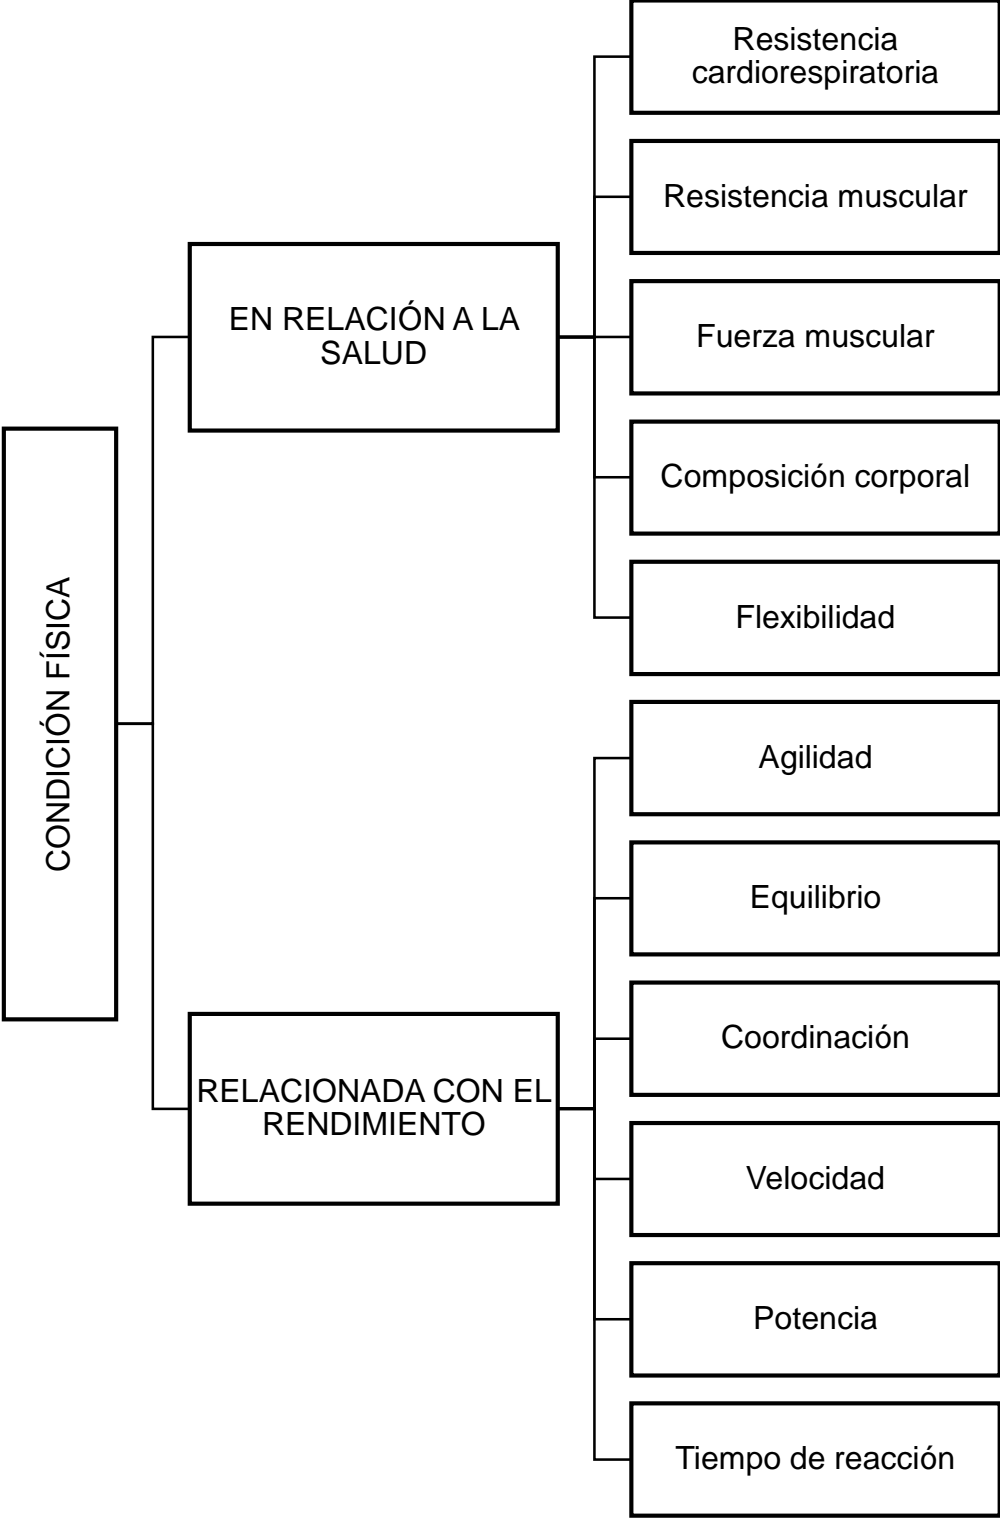 CONDICIÓN FÍSICA
EN RELACIÓN A LA
SALUD
Resistencia
cardiorespiratoria
Resistencia muscular
Fuerza muscular
Composición corporal
Flexibilidad
RELACIONADA CON EL
RENDIMIENTO
Agilidad
Equilibrio
Coordinación
Velocidad
Potencia
Tiempo de reacción